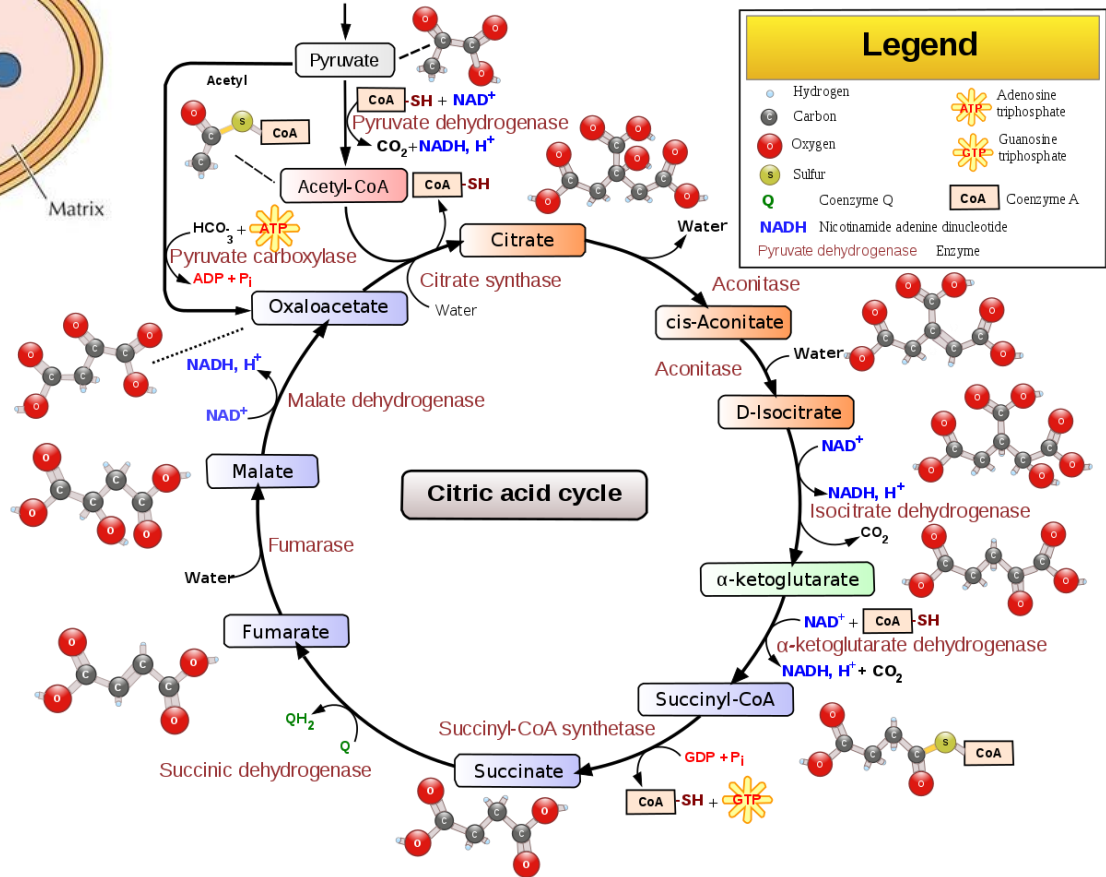 Matrix
Pyruvate
Acetyl
CoA-SH + NAD+
Pyruvate dehydrogenase
CO2+NADH, H+
S CoA
Acetyl-CoA
CoA-SH
HCO3- + ATP
Pyruvate carboxylase
ADP + Pi
Citrate
Citrate synthase
Water
Oxaloacetate
Water
Aconitase
cis-Aconitate
Water
Aconitase
D-Isocitrate
NAD+
NADH, H+
Isocitrate dehydrogenase
CO2
α-ketoglutarate
NAD+ + CoA-SH
α-ketoglutarate dehydrogenase
NADH, H+ + CO2
Succinyl-CoA
S CoA
Succinyl-CoA synthetase
GDP + Pi
CoA-SH + GTP
Succinate
Q
QH2
Succinic dehydrogenase
Fumarate
Water
Fumarase
Malate
NAD+
Malate dehydrogenase
NADH, H+
Citric acid cycle
Legend
Hydrogen
C Carbon
O Oxygen
S Sulfur
Q Coenzyme Q
NADH Nicotinamide adenine dinucleotide
Pyruvate dehydrogenase Enzyme
ATP Adenosine
triphosphate
GTP Guanosine
triphosphate
CoA Coenzyme A